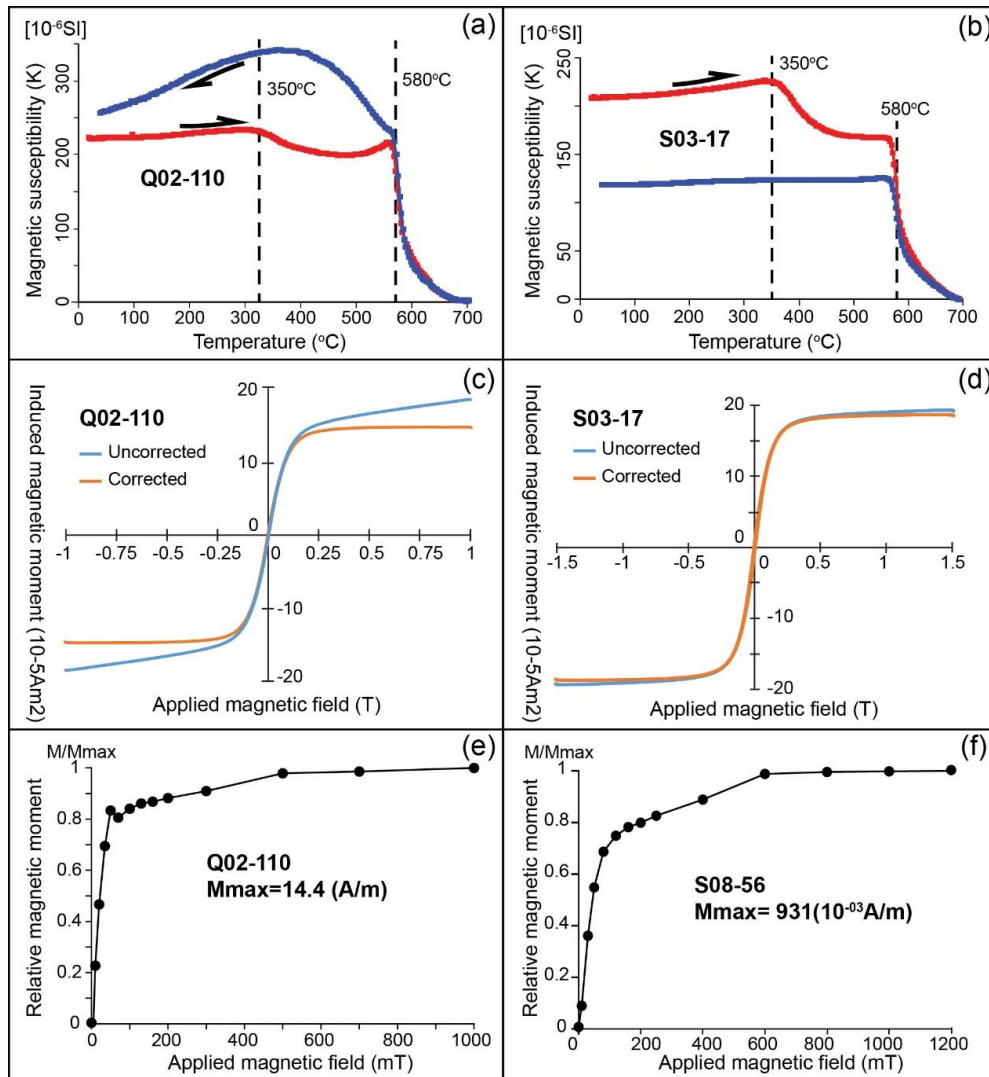 (a)
[10-6SI]
Magnetic susceptibility (K)
300
200
100
0
350oC
580oC
Q02-110
0 100 200 300 400 500 600 700
Temperature (oC)
(b)
[10-6SI]
Magnetic susceptibility (K)
250
150
50
0
350oC
580oC
S03-17
0 100 200 300 400 500 600 700
Temperature (oC)
(c)
Q02-110
Uncorrected
Corrected
Induced magnetic moment (10-5Am2)
20
10
0
-10
-20
-1 -0.75 -0.5 -0.25 0.25 0.75 1
Applied magnetic field (T)
(d)
S03-17
Uncorrected
Corrected
Induced magnetic moment (10-5Am2)
20
10
0
-10
-20
-1.5 -1 -0.5 0 0.5 1 1.5
Applied magnetic field (T)
(e)
M/Mmax
Relative magnetic moment
1
0.8
0.6
0.4
0.2
0
Q02-110
Mmax=14.4 (A/m)
0 200 400 600 800 1000
Applied magnetic field (mT)
(f)
M/Mmax
Relative magnetic moment
1
0.8
0.6
0.4
0.2
0
S08-56
Mmax= 931(10-03A/m)
0 200 400 600 800 1000 1200
Applied magnetic field (mT)